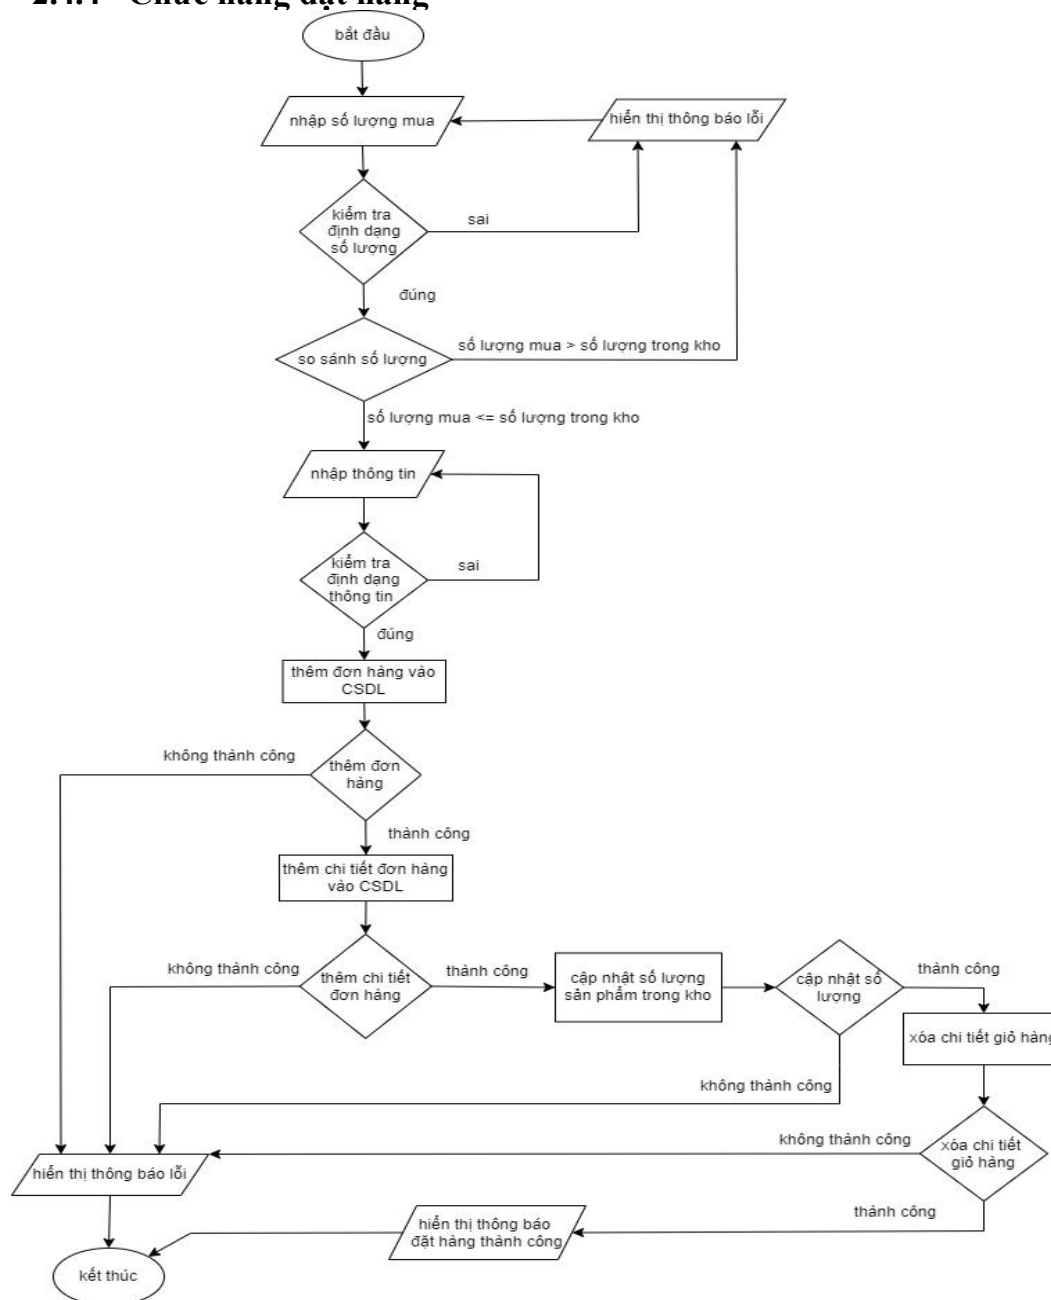 2.4.4 Chức năng đặt hàng
bắt đầu
nhập số lượng mua
hiển thị thông báo lỗi
kiểm tra
định dạng
số lượng
sai
đúng
so sánh số lượng
số lượng mua > số lượng trong kho
số lượng mua <= số lượng trong kho
nhập thông tin
kiểm tra
định dạng
thông tin
sai
đúng
thêm đơn hàng vào
CSDL
không thành công
thêm đơn
hàng
thành công
thêm chi tiết đơn hàng
vào CSDL
không thành công
thêm chi tiết
đơn hàng
thành công
cập nhật số lượng
sản phẩm trong kho
cập nhật số
lượng
thành công
xóa chi tiết giỏ hàng
không thành công
không thành công
xóa chi tiết
giỏ hàng
hiển thị thông báo lỗi
thành công
hiển thị thông báo
đặt hàng thành công
kết thúc